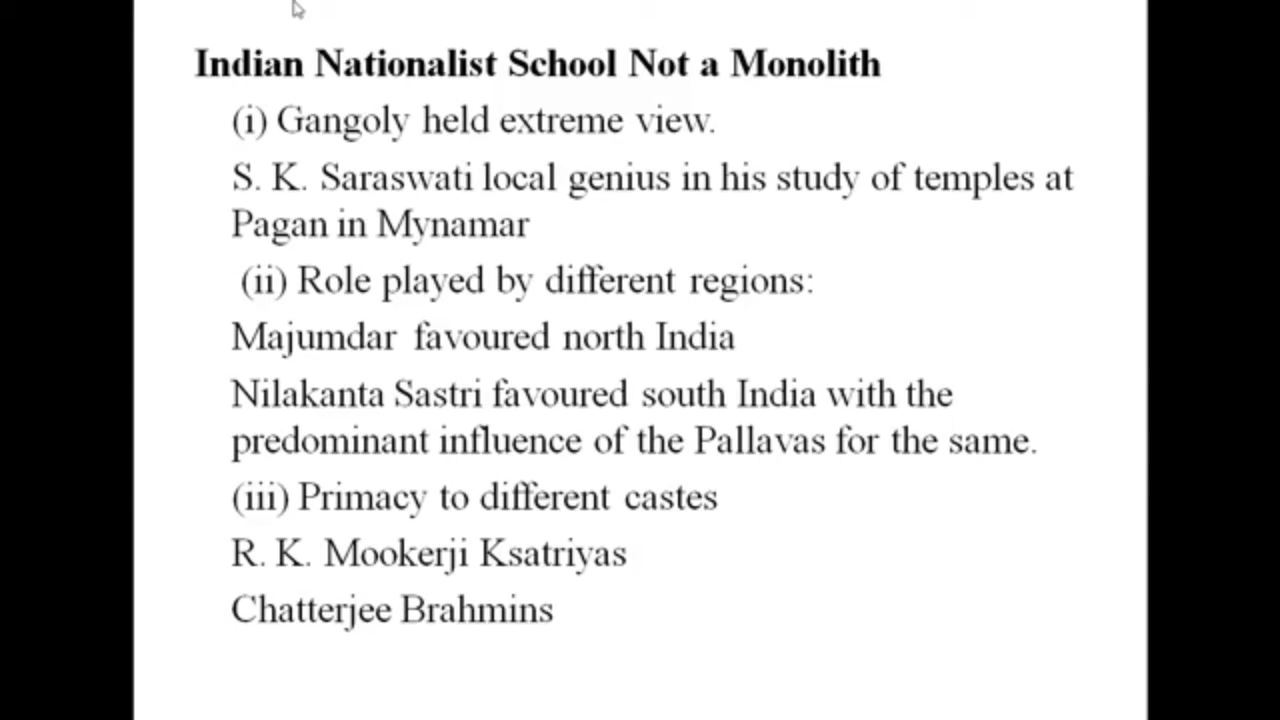 Indian Nationalist School Not a Monolith
(i) Gangoly held extreme view.
S. K. Saraswati local genius in his study of temples at
Pagan in Mynamar
(ii) Role played by different regions:
Majumdar favoured north India
Nilakanta Sastri favoured south India with the
predominant influence of the Pallavas for the same.
(iii) Primacy to different castes
R. K. Mookerji Ksatriyas
Chatterjee Brahmins